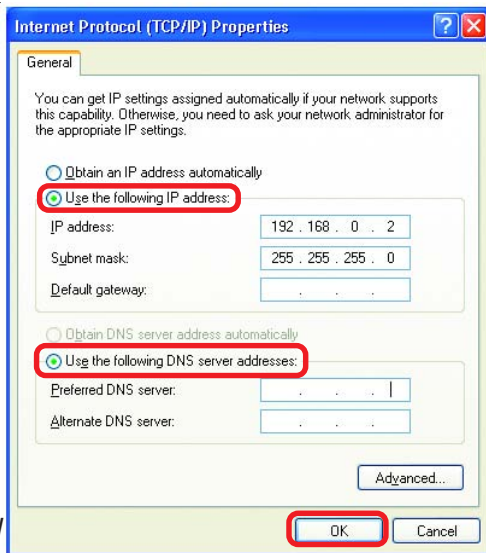 Internet Protocol (TCP/IP) Properties
General
You can get IP settings assigned automatically if your network supports
this capability. Otherwise, you need to ask your network administrator for
the appropriate IP settings.
Obtain an IP address automatically
Use the following IP address:
IP address: 192 . 168 . 0 . 2
Subnet mask: 255 . 255 . 255 . 0
Default gateway: . . .
Obtain DNS server address automatically
Use the following DNS server addresses:
Preferred DNS server: . . .
Alternate DNS server: . . .
Advanced...
OK Cancel